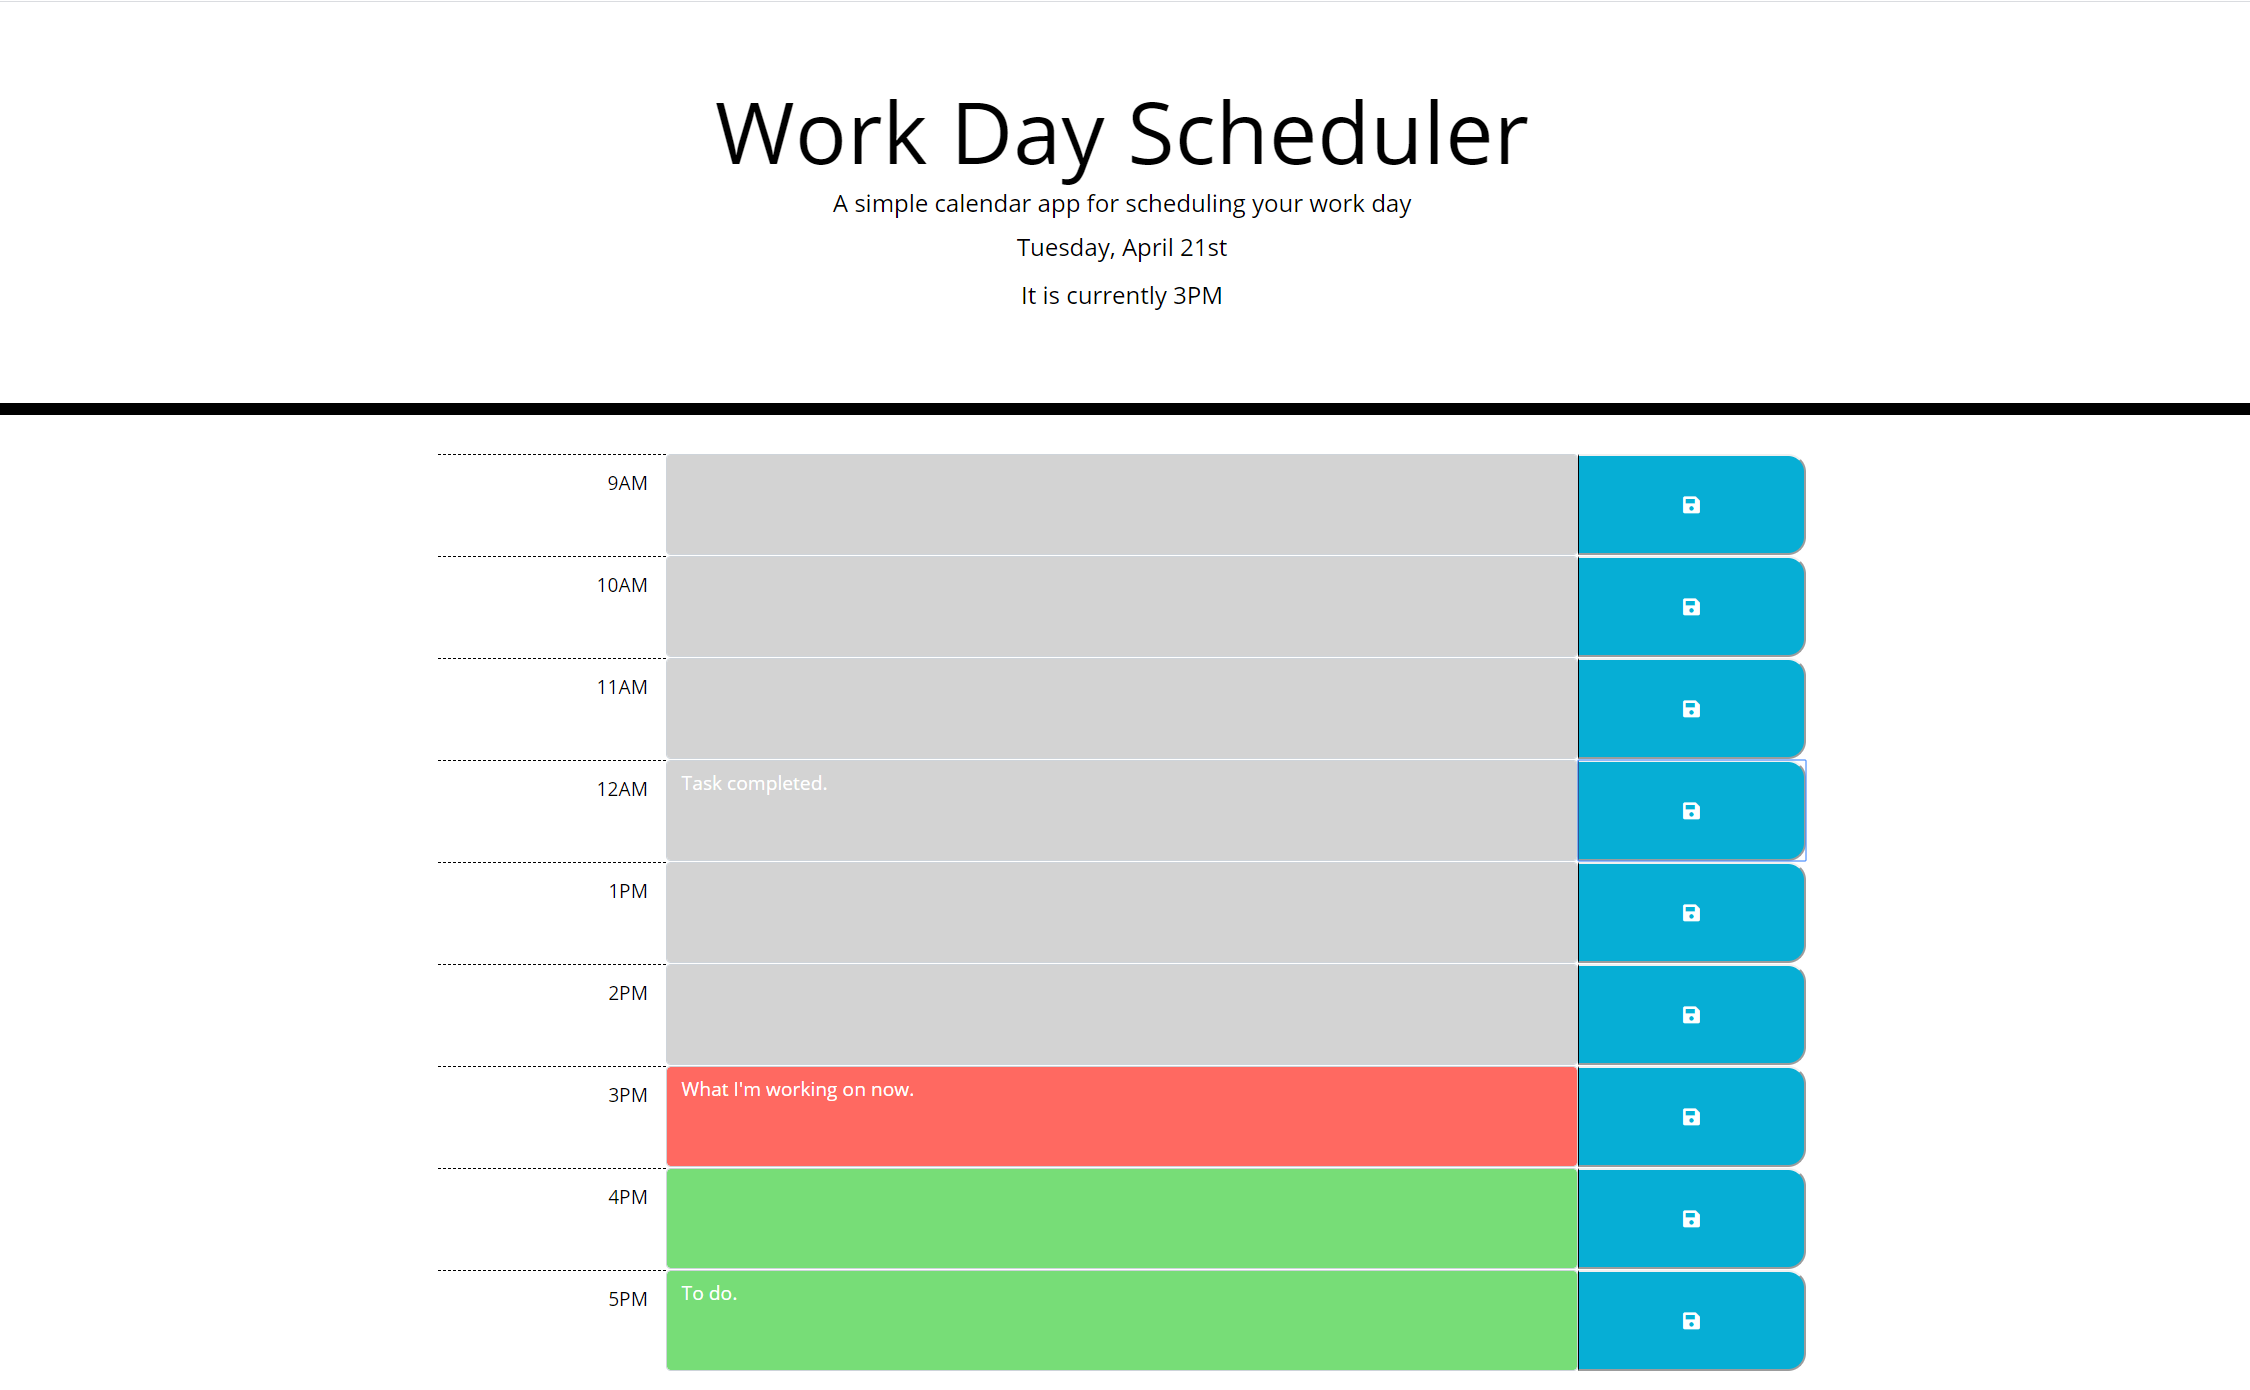 Work Day Scheduler
A simple calendar app for scheduling your work day
Tuesday, April 21st
It is currently 3PM
9AM
10AM
11AM
12AM
Task completed.
1PM
2PM
3PM
What I'm working on now.
4PM
5PM
To do.